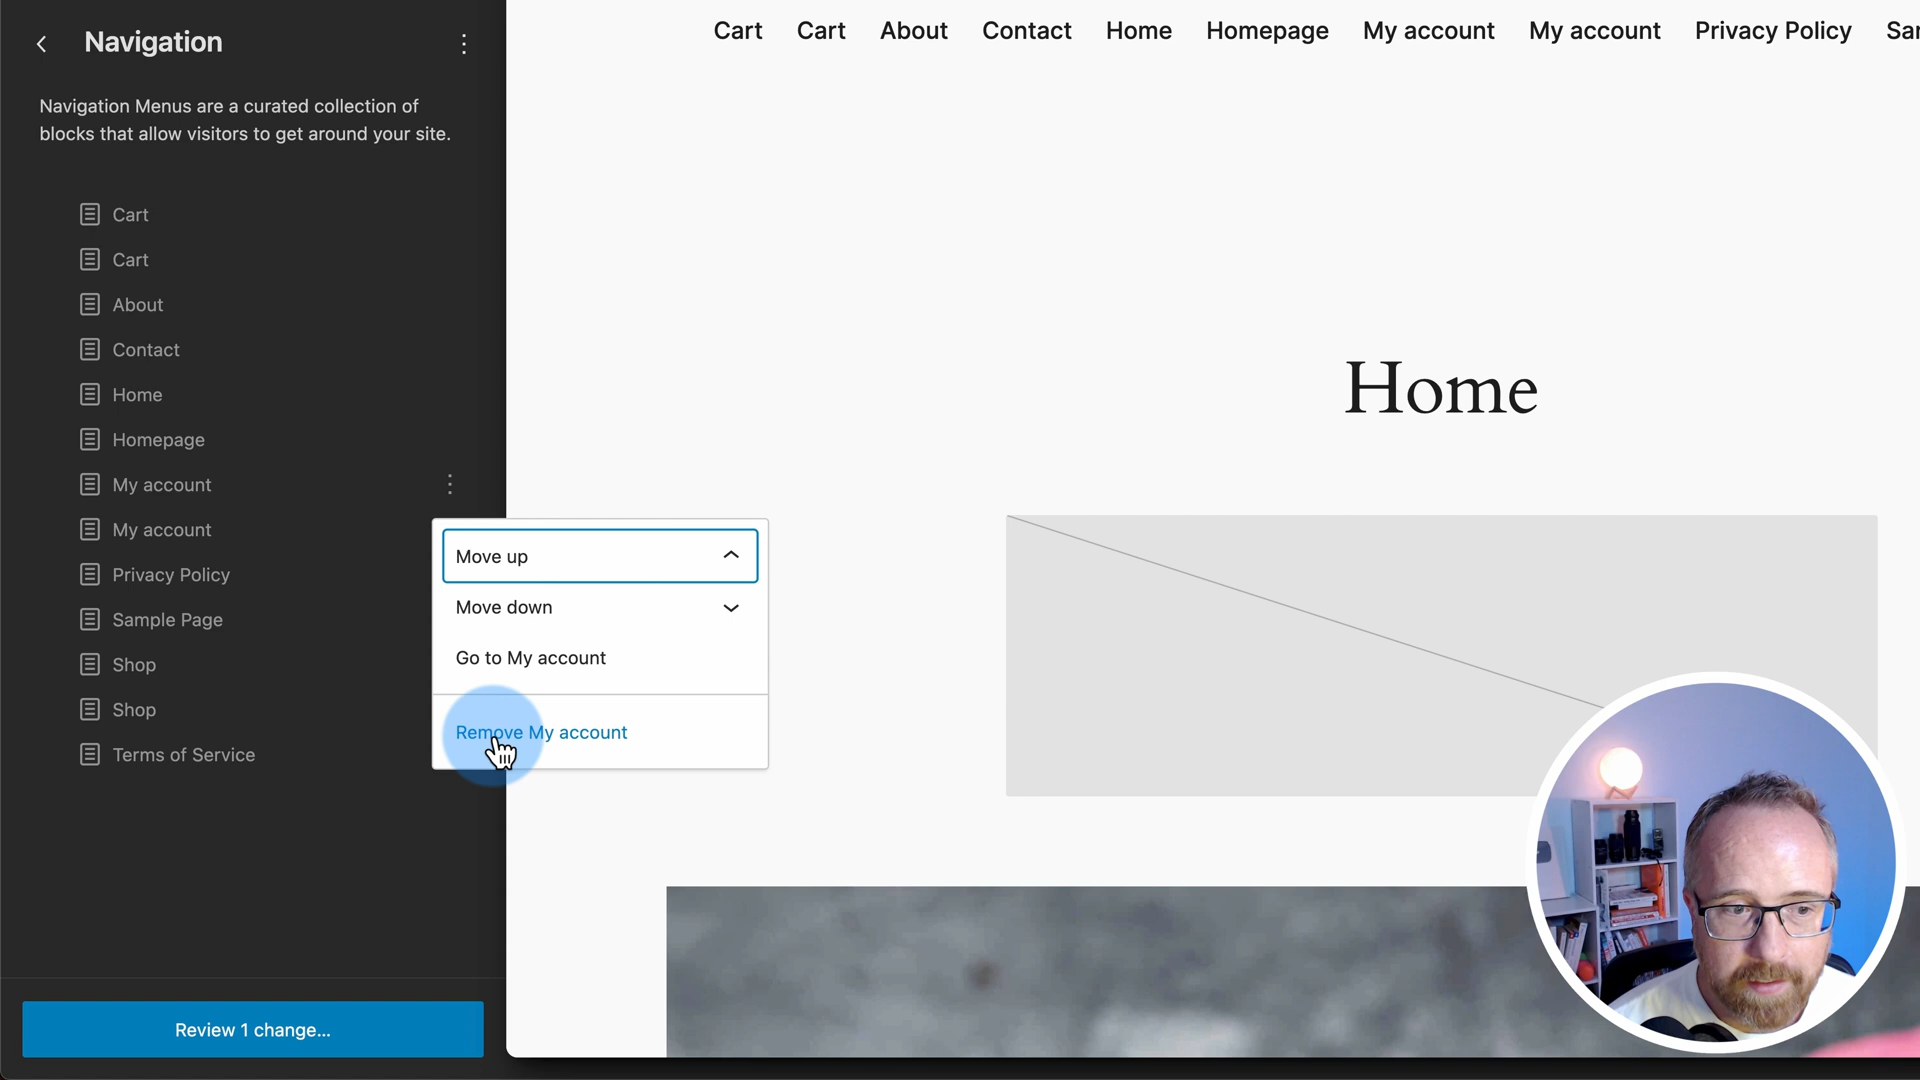 Navigation
Navigation Menus are a curated collection of
blocks that allow visitors to get around your site.
Cart
Cart
About
Contact
Home
Homepage
My account
My account
Privacy Policy
Sample Page
Shop
Shop
Terms of Service
Move up
Move down
Go to My account
Remove My account
Review 1 change...
Cart Cart About Contact Home Homepage My account My account Privacy Policy
Home